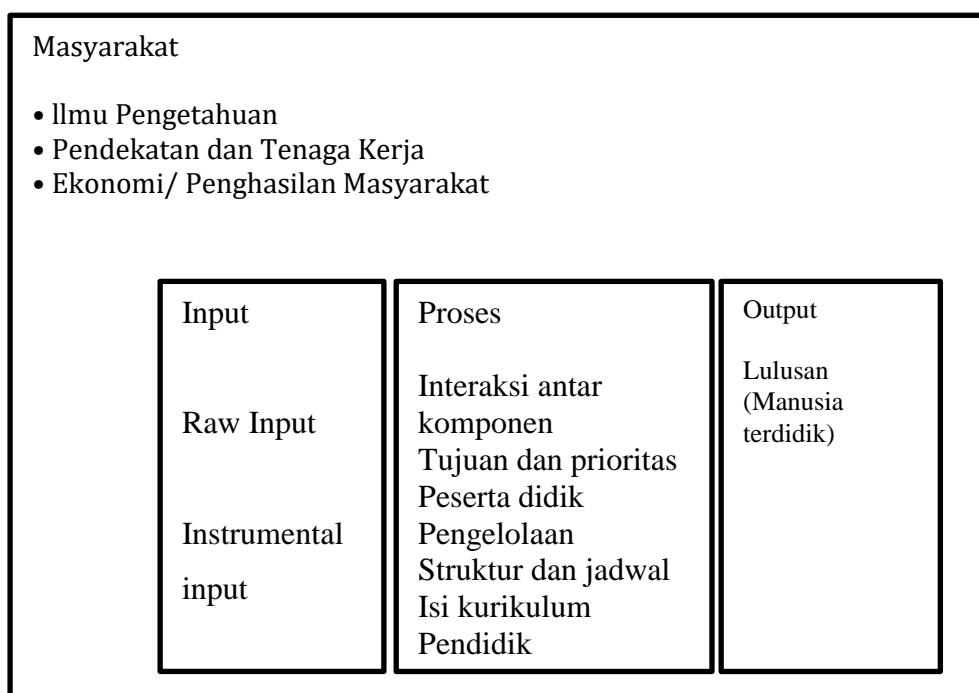 Masyarakat
• llmu Pengetahuan
• Pendekatan dan Tenaga Kerja
• Ekonomi/ Penghasilan Masyarakat
Input
Raw Input
Instrumental
input
Proses
Interaksi antar
komponen
Tujuan dan prioritas
Peserta didik
Pengelolaan
Struktur dan jadwal
Isi kurikulum
Pendidik
Output
Lulusan
(Manusia
terdidik)